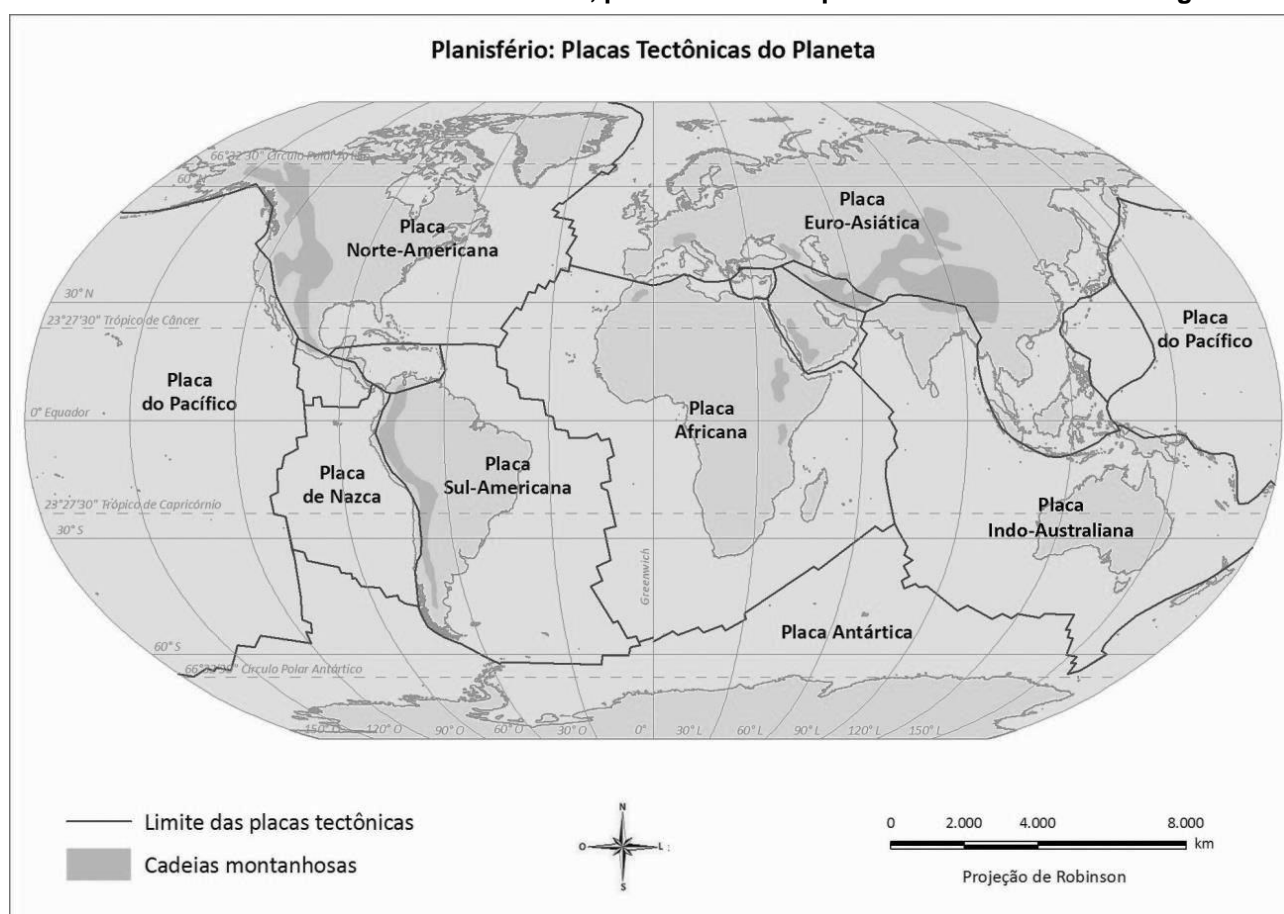 Planisfério: Placas Tectônicas do Planeta
60° N
Placa
Norte-Americana
Placa
Euro-Asiática
30° N
23°27'30" Trópico de Câncer
Placa
do Pacífico
Placa
do Pacífico
0° Equador
Placa
Africana
Placa
de Nazca
Placa
Sul-Americana
23°27'30" Trópico de Capricórnio
Placa
Indo-Australiana
30° S
Greenwich
Placa Antártica
60° S
66°32'30" Círculo Polar Antártico
150° O
120° O
90° O
60° O
30° O
0°
30° L
60° L
90° L
120° L
150° L
Limite das placas tectônicas
Cadeias montanhosas
N
O
L
S
0 2.000 4.000 8.000
km
Projeção de Robinson